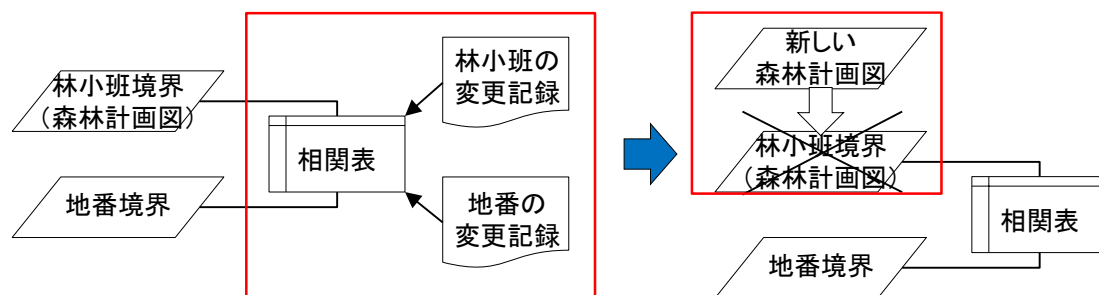 林小班境界
（森林計画図）
地番境界
相関表
林小班の
変更記録
地番の
変更記録
新しい
森林計画図
林小班境界
（森林計画図）
地番境界
相関表